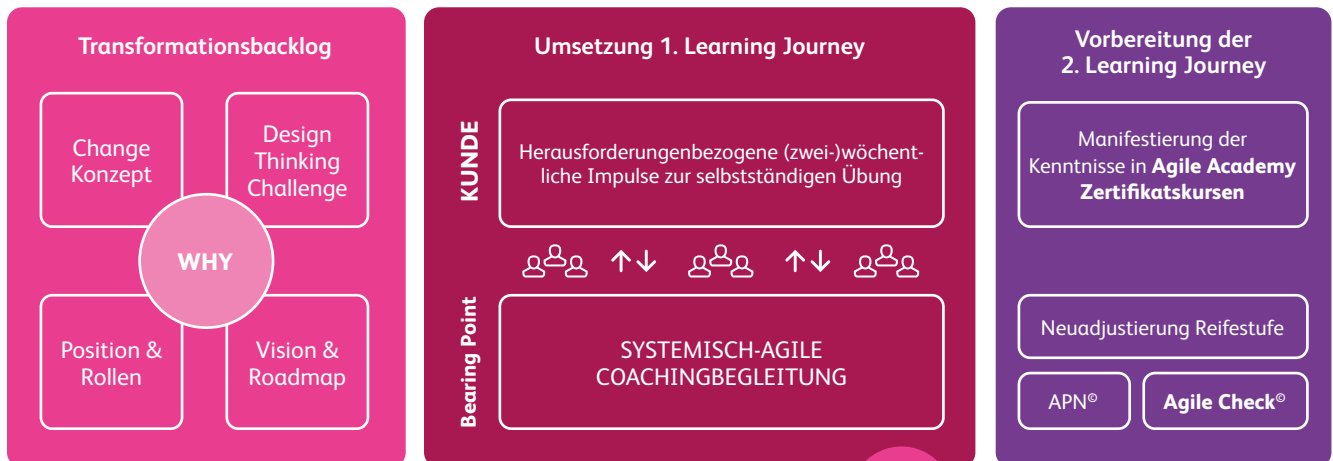 Transformationsbacklog
Change
Konzept
Design
Thinking
Challenge
WHY
Position &
Rollen
Vision &
Roadmap
Umsetzung 1. Learning Journey
KUNDE
Herausforderungenbezogene (zwei-)wöchent-
liche Impulse zur selbstständigen Übung
Bearing Point
SYSTEMISCH-AGILE
COACHINGBEGLEITUNG
Vorbereitung der
2. Learning Journey
Manifestierung der
Kenntnisse in Agile Academy
Zertifikatskursen
Neuadjustierung Reifestufe
APN©
Agile Check©